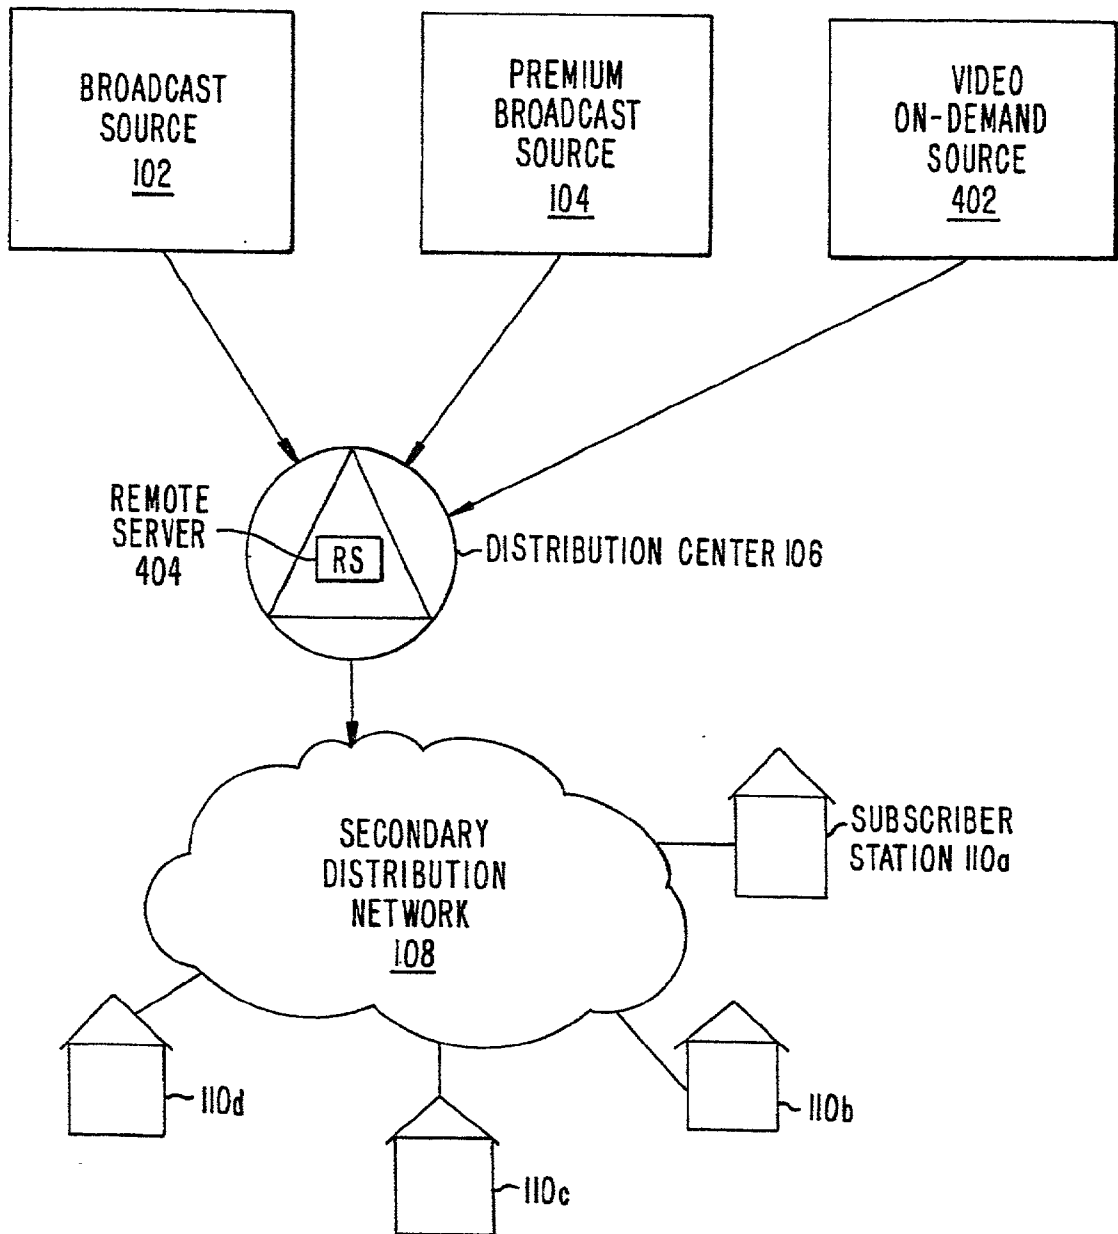 BROADCAST
SOURCE
102
PREMIUM
BROADCAST
SOURCE
104
VIDEO
ON-DEMAND
SOURCE
402
REMOTE
SERVER
404
RS
DISTRIBUTION CENTER 106
SECONDARY
DISTRIBUTION
NETWORK
108
SUBSCRIBER
STATION 110a
110d
110b
110c